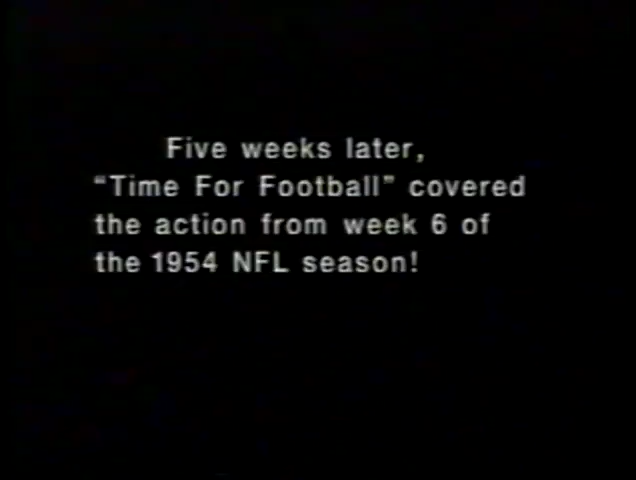 Five weeks later,
“Time For Football” covered
the action from week 6 of
the 1954 NFL season!